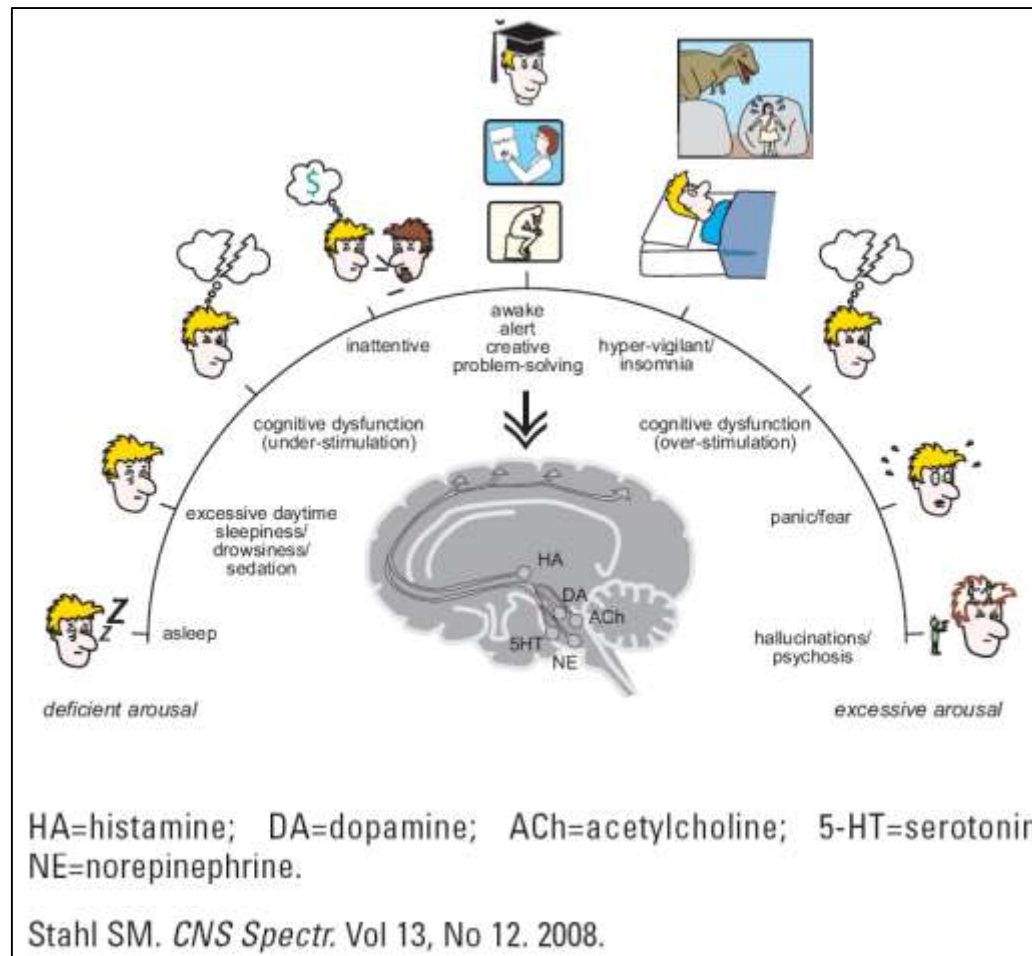 $
awake
alert
creative
problem-solving
inattentive
hyper-vigilant/
insomnia
cognitive dysfunction
(under-stimulation)
cognitive dysfunction
(over-stimulation)
excessive daytime
sleepiness/
drowsiness/
sedation
panic/fear
HA
DA
ACh
5HT
NE
Z
Z
asleep
hallucinations/
psychosis
deficient arousal
excessive arousal
HA=histamine; DA=dopamine; ACh=acetylcholine; 5-HT=serotonin
NE=norepinephrine.
Stahl SM. CNS Spectr. Vol 13, No 12. 2008.